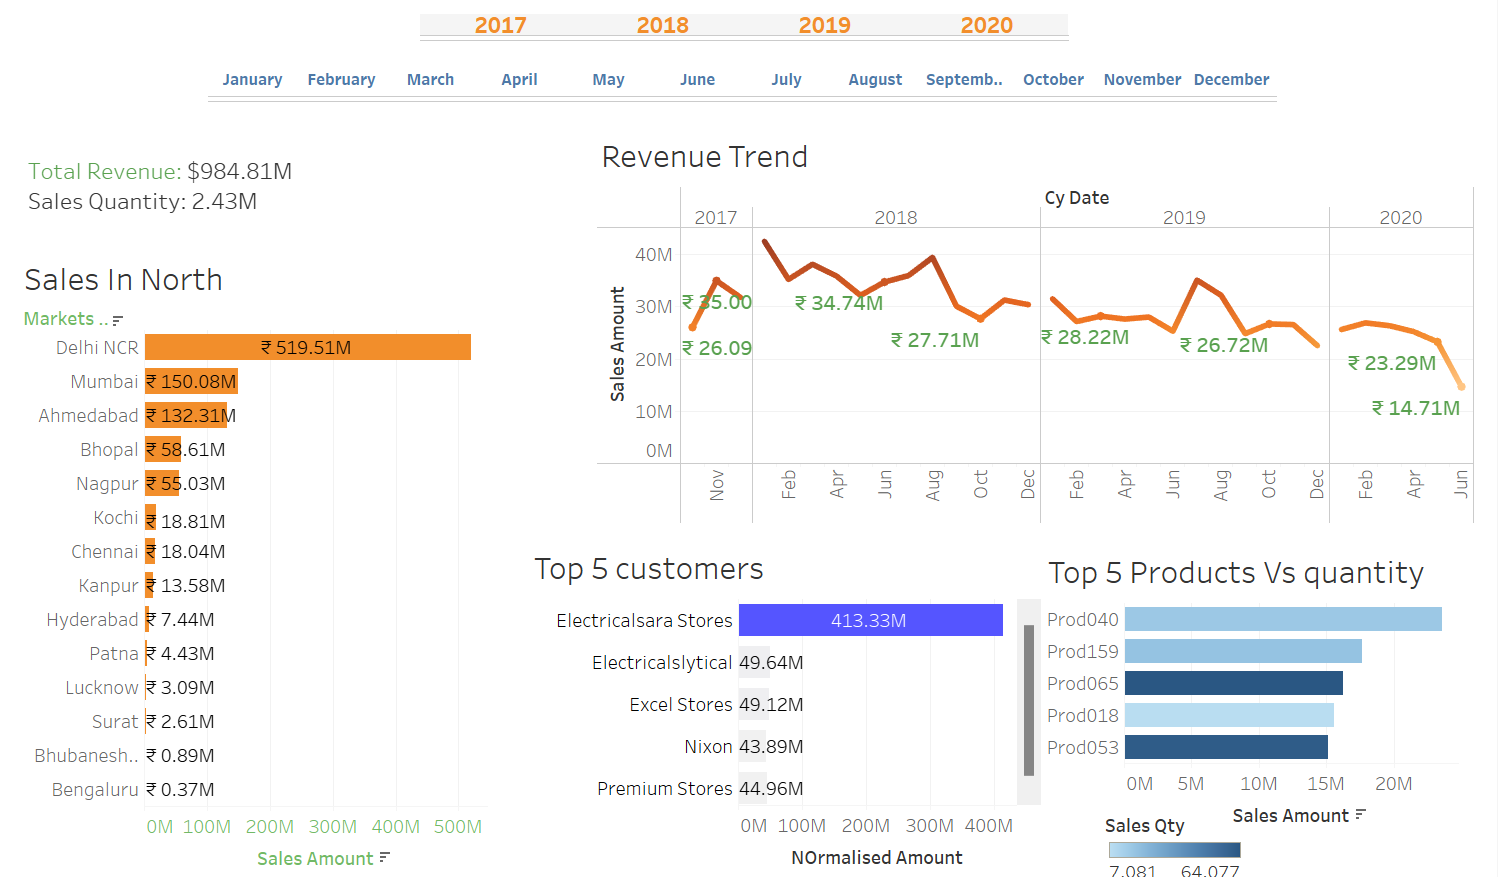 2017 2018 2019 2020
January February March April May June July August Septemb.. October November December
Total Revenue: $984.81M
Sales Quantity: 2.43M
Revenue Trend
Cy Date
2017 2018 2019 2020
Sales Amount
40M
30M
20M
10M
0M
₹ 35.00
₹ 26.09
₹ 34.74M
₹ 27.71M
₹ 28.22M
₹ 26.72M
₹ 23.29M
₹ 14.71M
Nov Feb Apr Jun Aug Oct Dec Feb Apr Jun Aug Oct Dec Feb Apr Jun
Sales In North
Markets ..
Delhi NCR ₹ 519.51M
Mumbai ₹ 150.08M
Ahmedabad ₹ 132.31M
Bhopal ₹ 58.61M
Nagpur ₹ 55.03M
Kochi ₹ 18.81M
Chennai ₹ 18.04M
Kanpur ₹ 13.58M
Hyderabad ₹ 7.44M
Patna ₹ 4.43M
Lucknow ₹ 3.09M
Surat ₹ 2.61M
Bhubanesh.. ₹ 0.89M
Bengaluru ₹ 0.37M
0M 100M 200M 300M 400M 500M
Sales Amount
Top 5 customers
Electricalsara Stores 413.33M
Electricalslytical 49.64M
Excel Stores 49.12M
Nixon 43.89M
Premium Stores 44.96M
0M 100M 200M 300M 400M
NOrmalised Amount
Top 5 Products Vs quantity
Prod040
Prod159
Prod065
Prod018
Prod053
0M 5M 10M 15M 20M
Sales Amount
Sales Qty
7,081 64,077